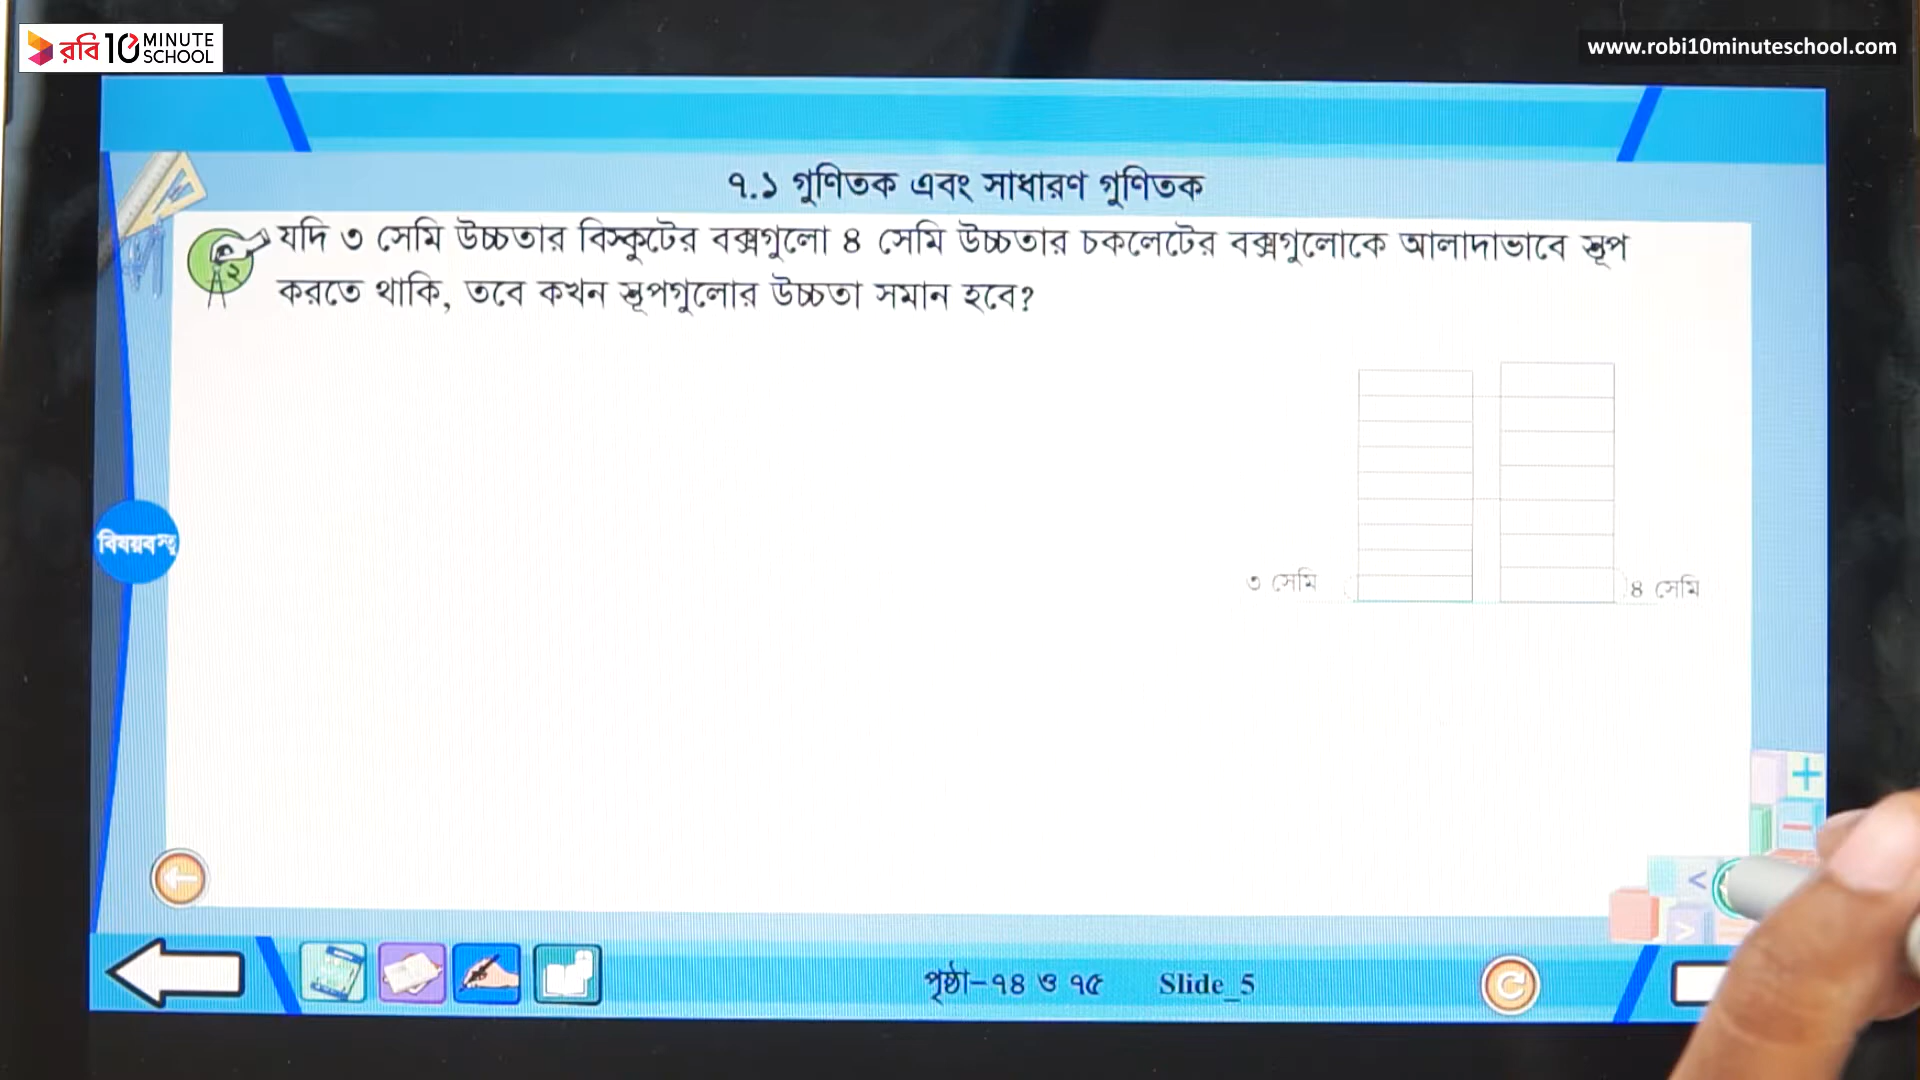 রবি 10 MINUTE SCHOOL
www.robi10minuteschool.com
৭.১ গুণিতক এবং সাধারণ গুণিতক
২
যদি ৩ সেমি উচ্চতার বিস্কুটের বক্সগুলো ৪ সেমি উচ্চতার চকলেটের বক্সগুলোকে আলাদাভাবে স্তূপ
করতে থাকি, তবে কখন স্তূপগুলোর উচ্চতা সমান হবে?
৩ সেমি
৪ সেমি
বিষয়বস্তু
+
−
<
>
পৃষ্ঠা-৭৪ ও ৭৫ Slide_5